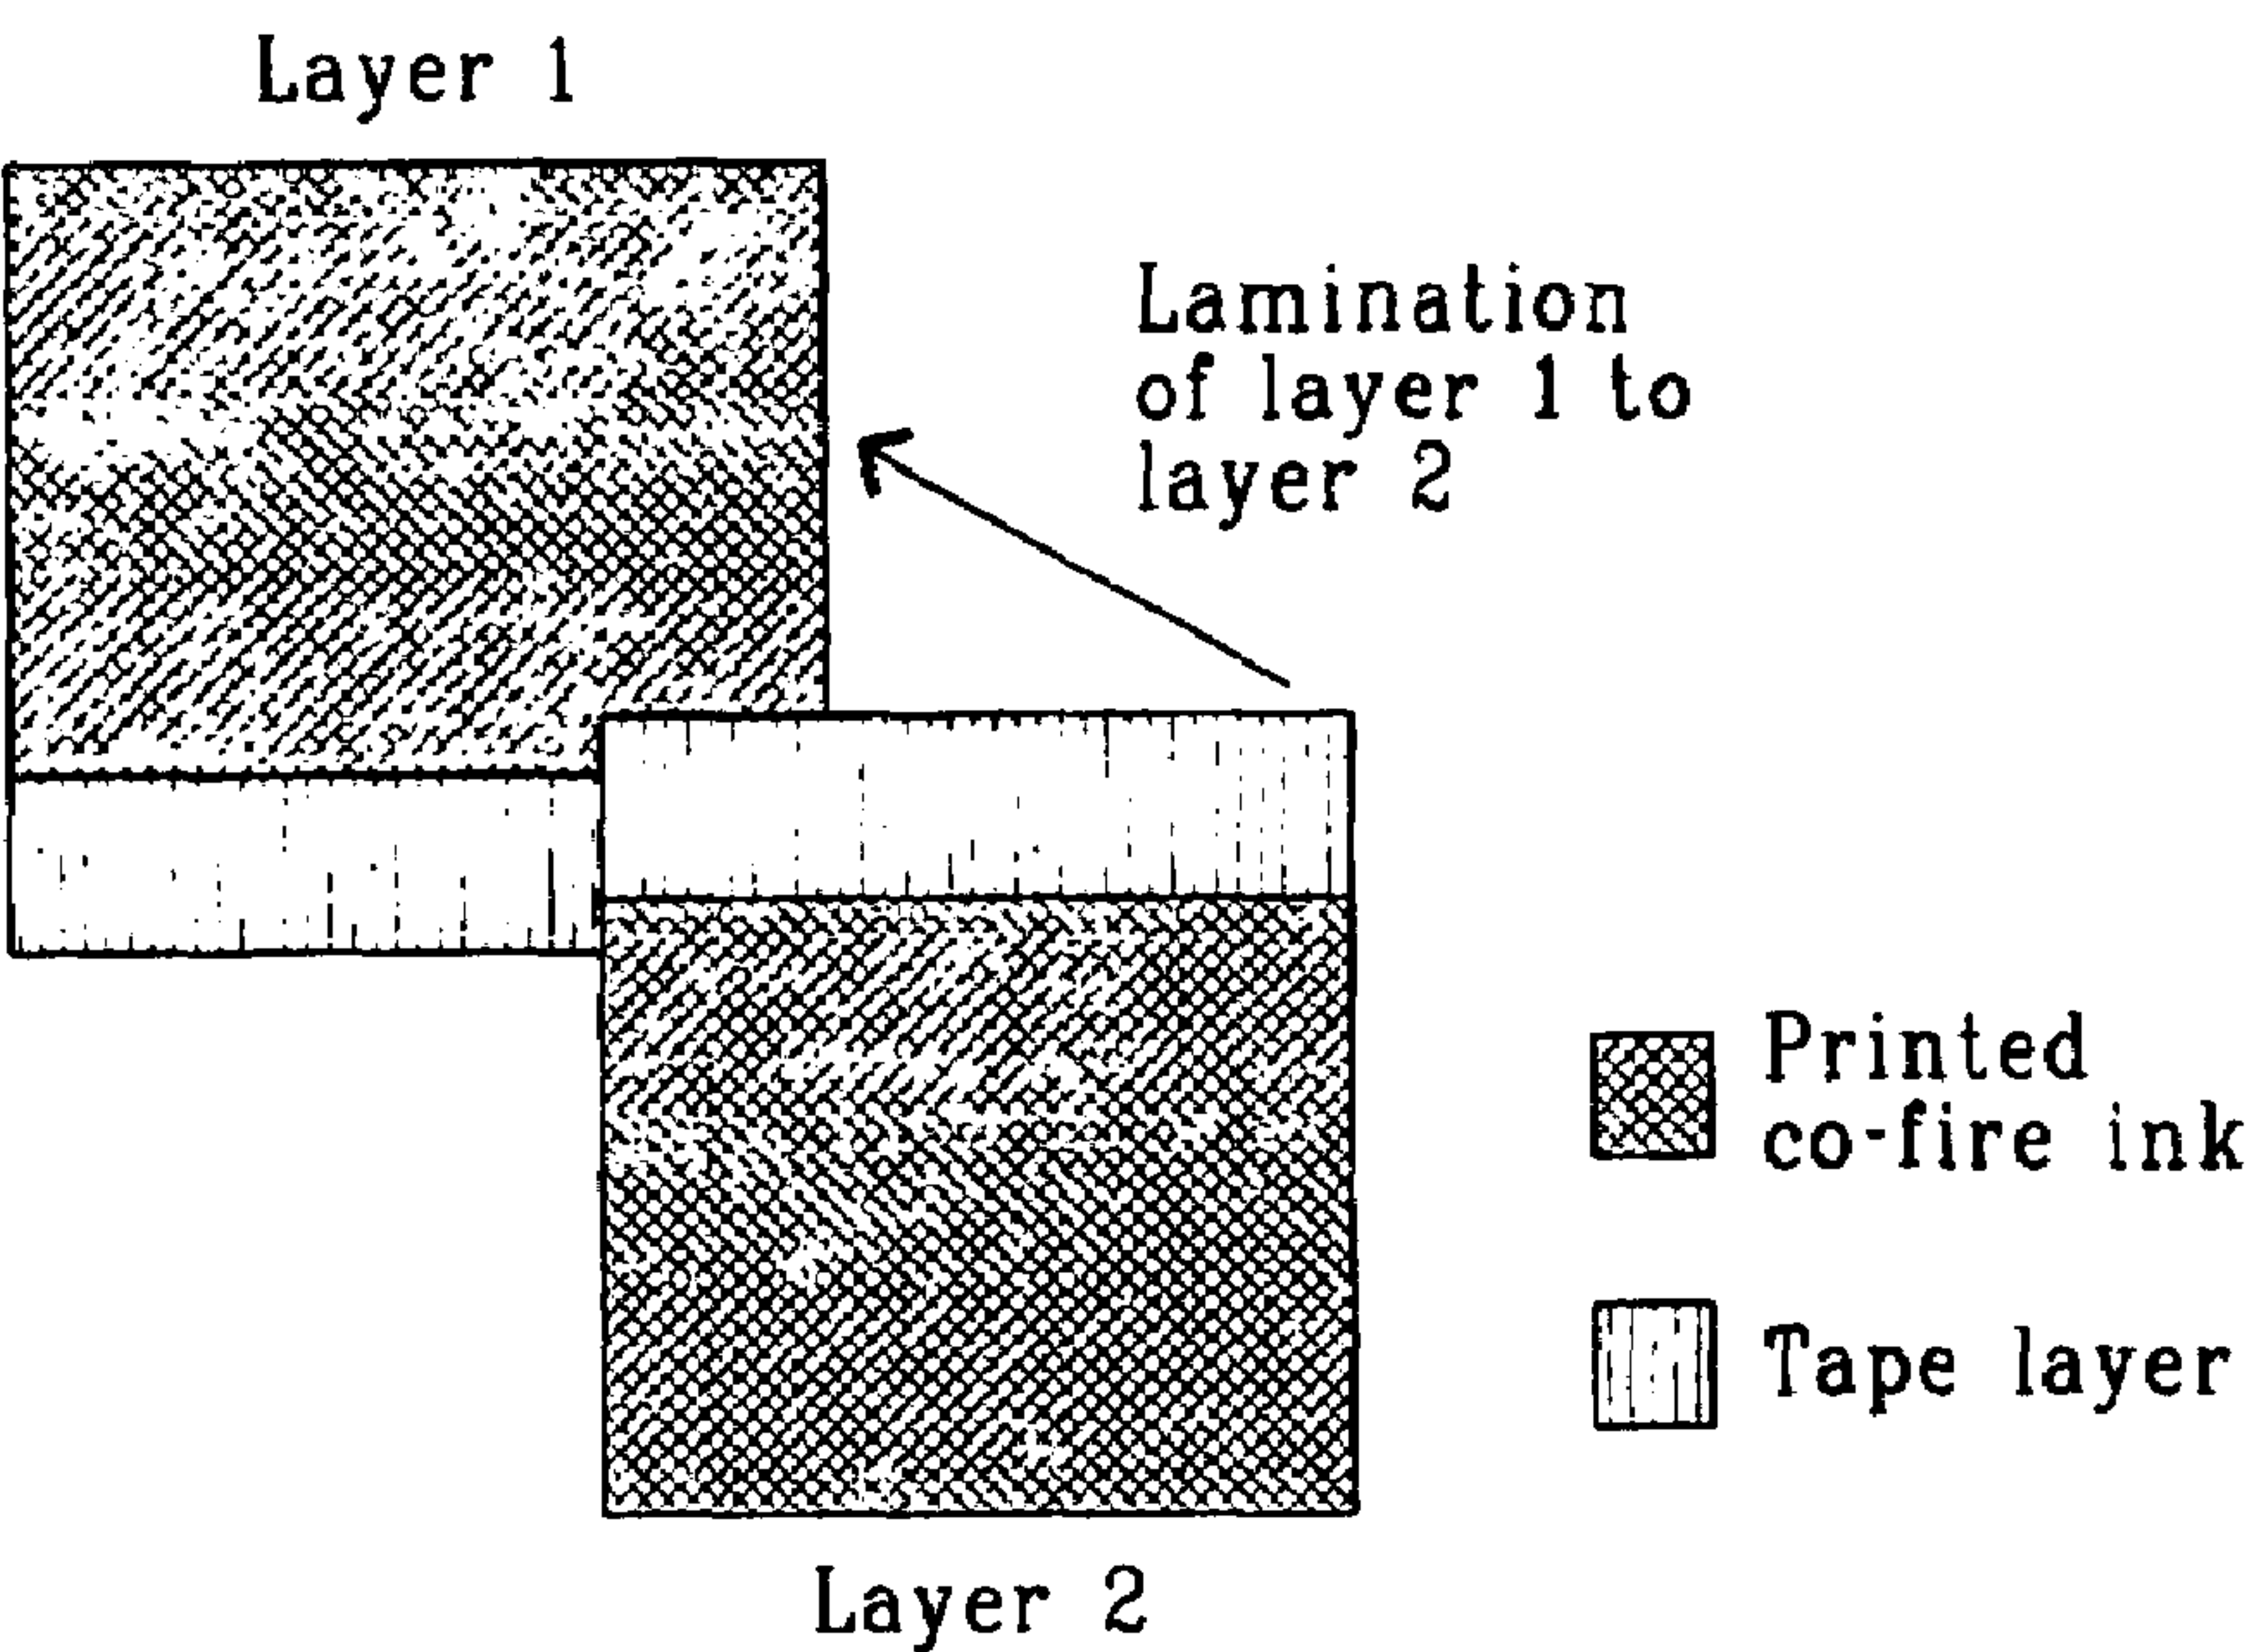 Layer 1
Lamination
of layer 1 to
layer 2
Printed
co-fire ink
Tape layer
Layer 2